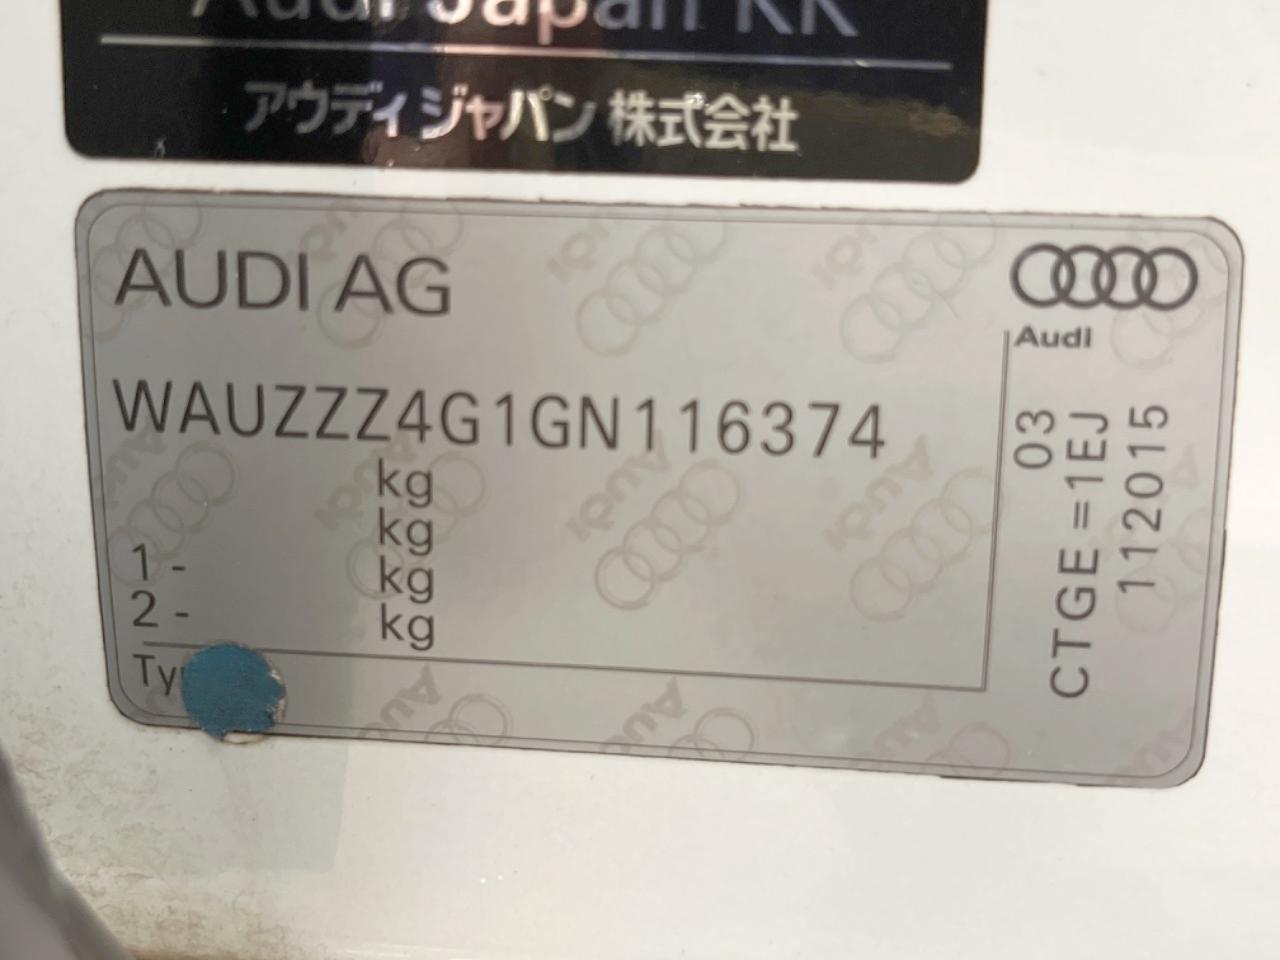 Audi Japan KK
アウディ ジャパン 株式会社
AUDI AG
Audi
WAUZZZ4G1GN116374
kg
kg
1 - kg
2 - kg
03
CTGE =1EJ
112015